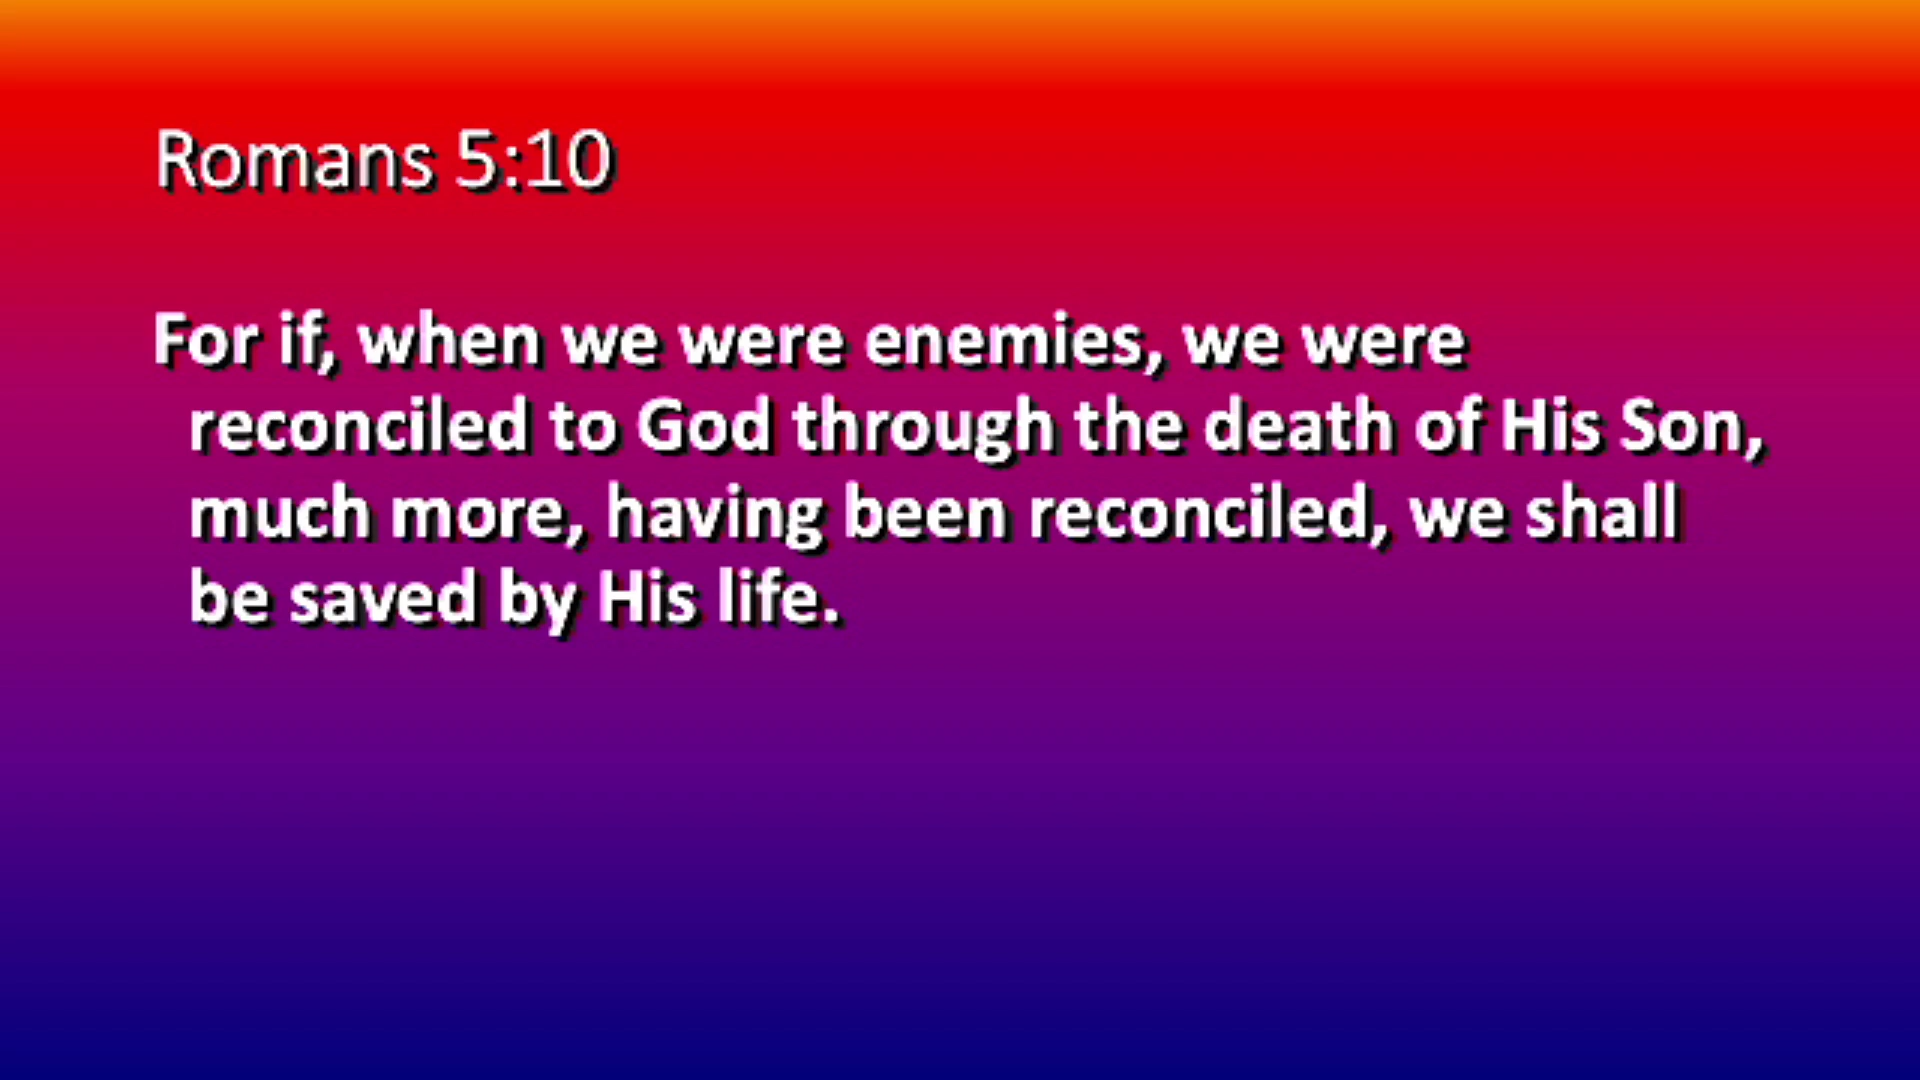 Romans 5:10
For if, when we were enemies, we were
reconciled to God through the death of His Son,
much more, having been reconciled, we shall
be saved by His life.